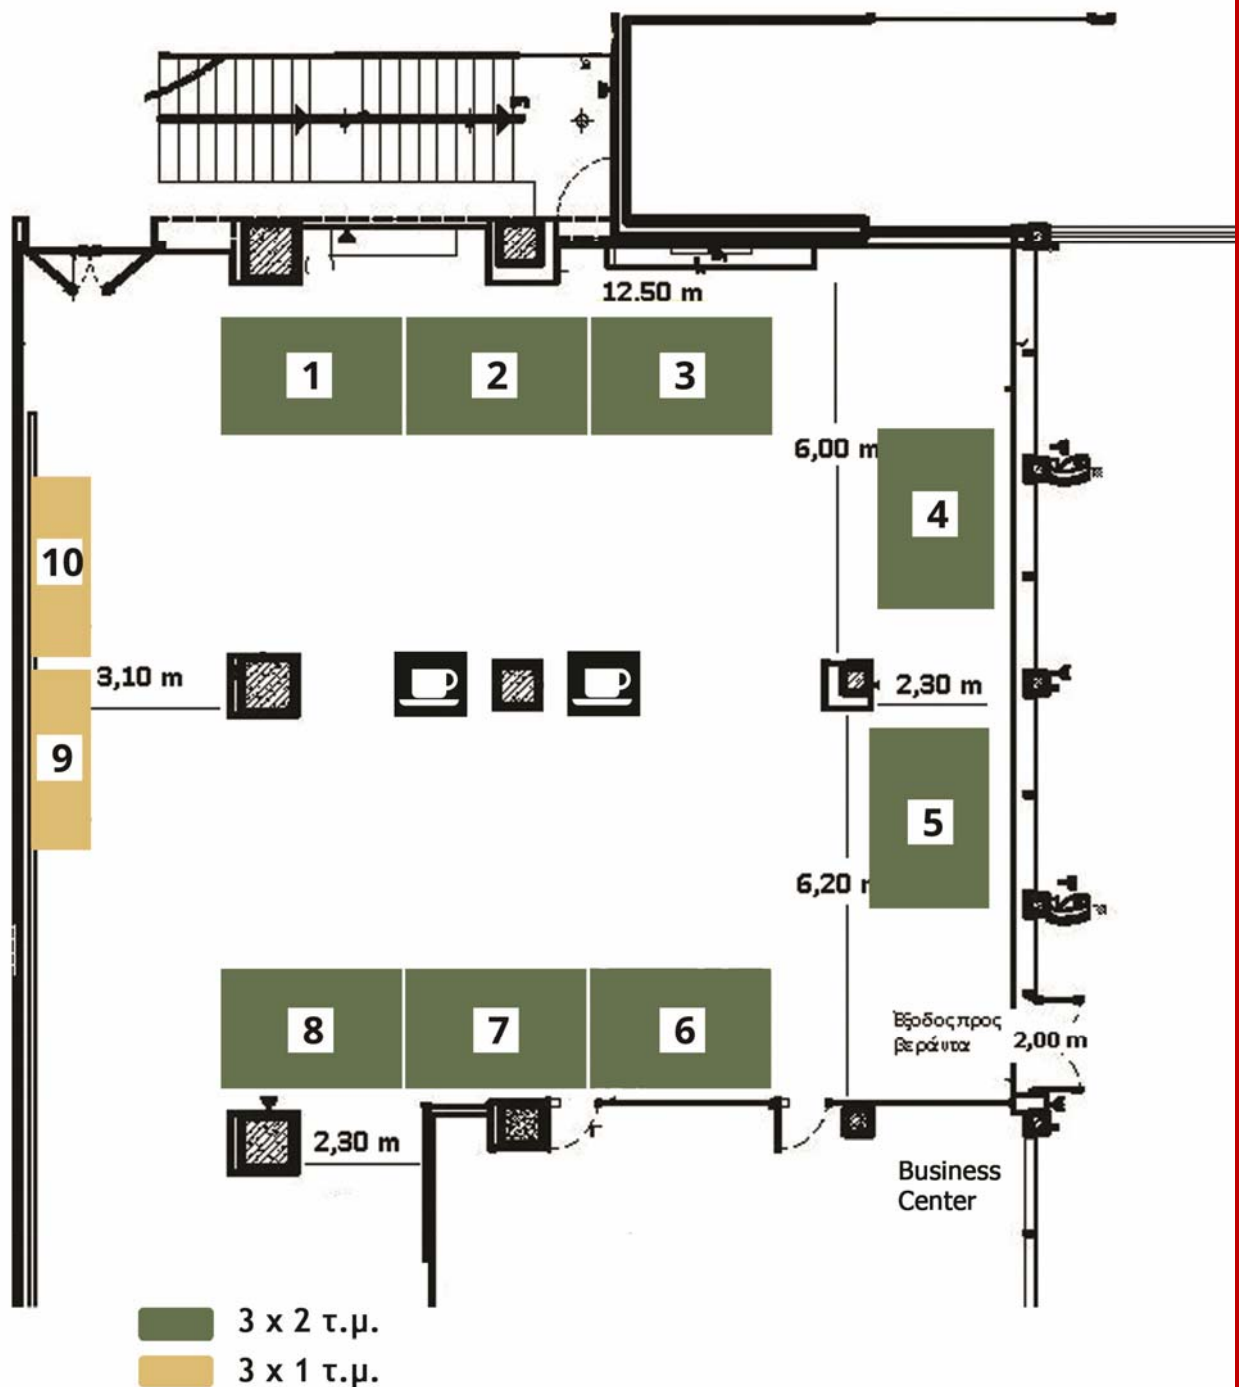 12.50 m
1
2
3
6,00 m
4
10
3,10 m
2,30 m
9
5
6,20
8
7
6
Έξοδος προς
βεράντα
2,00 m
2,30 m
Business
Center
3 x 2 τ.μ.
3 x 1 τ.μ.